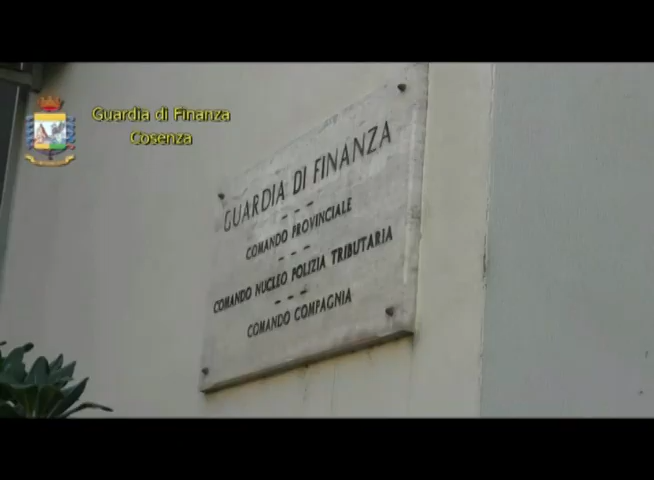 Guardia di Finanza
Cosenza
GUARDIA DI FINANZA
COMANDO PROVINCIALE
COMANDO NUCLEO POLIZIA TRIBUTARIA
COMANDO COMPAGNIA